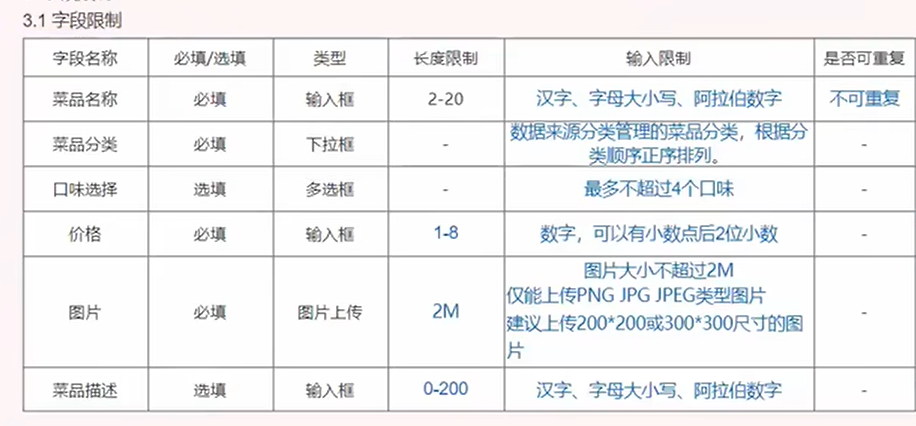 3.1 字段限制
字段名称 必填/选填 类型 长度限制 输入限制 是否可重复
菜品名称 必填 输入框 2-20 汉字、字母大小写、阿拉伯数字 不可重复
菜品分类 必填 下拉框 - 数据来源分类管理的菜品分类，根据分
类顺序正序排列。 -
口味选择 选填 多选框 - 最多不超过4个口味 -
价格 必填 输入框 1-8 数字，可以有小数点后2位小数 -
图片 必填 图片上传 2M 图片大小不超过2M
仅能上传PNG JPG JPEG类型图片
建议上传200*200或300*300尺寸的图
片 -
菜品描述 选填 输入框 0-200 汉字、字母大小写、阿拉伯数字 -